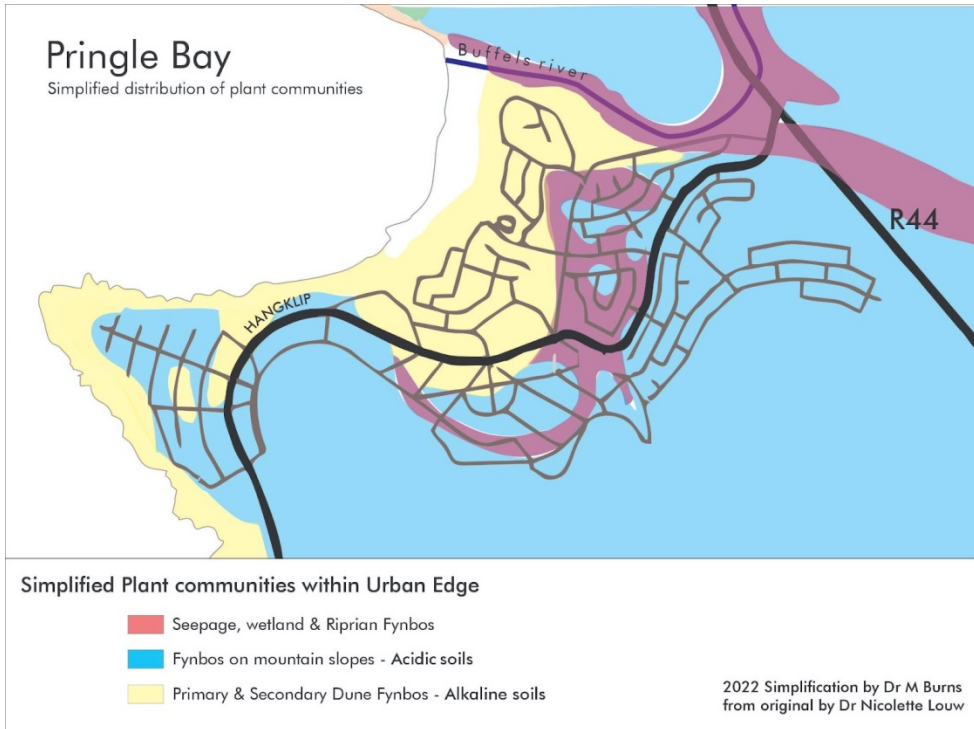 Pringle Bay
Simplified distribution of plant communities
Buffels river
R44
HANGKLIP
Simplified Plant communities within Urban Edge
Seepage, wetland & Riprian Fynbos
Fynbos on mountain slopes - Acidic soils
Primary & Secondary Dune Fynbos - Alkaline soils
2022 Simplification by Dr M Burns
from original by Dr Nicolette Louw